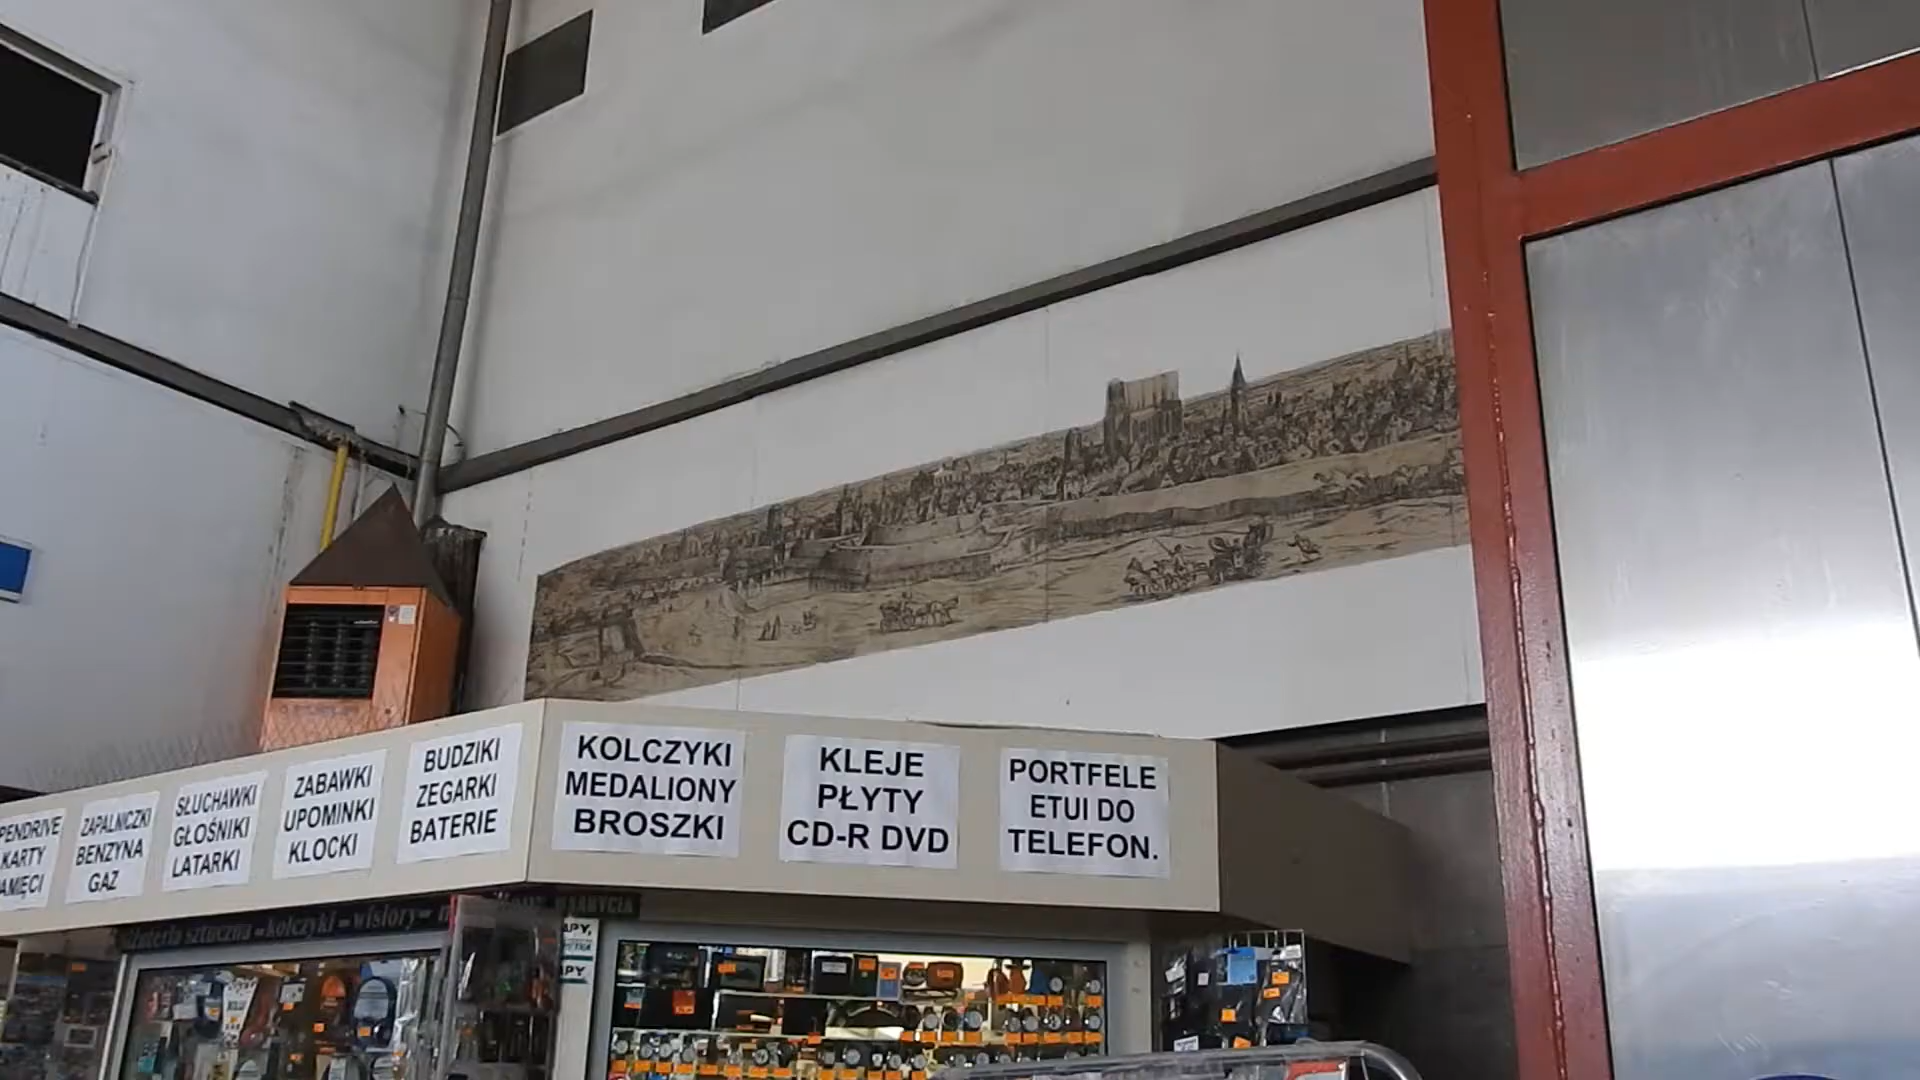 PENDRIVE
KARTY
ZAPALNICZKI
BENZYNA
GAZ
SŁUCHAWKI
GŁOŚNIKI
LATARKI
ZABAWKI
UPOMINKI
KLOCKI
BUDZIKI
ZEGARKI
BATERIE
KOLCZYKI
MEDALIONY
BROSZKI
KLEJE
PŁYTY
CD-R DVD
PORTFELE
ETUI DO
TELEFON.
sztuczna - kolczyki - wisiory -